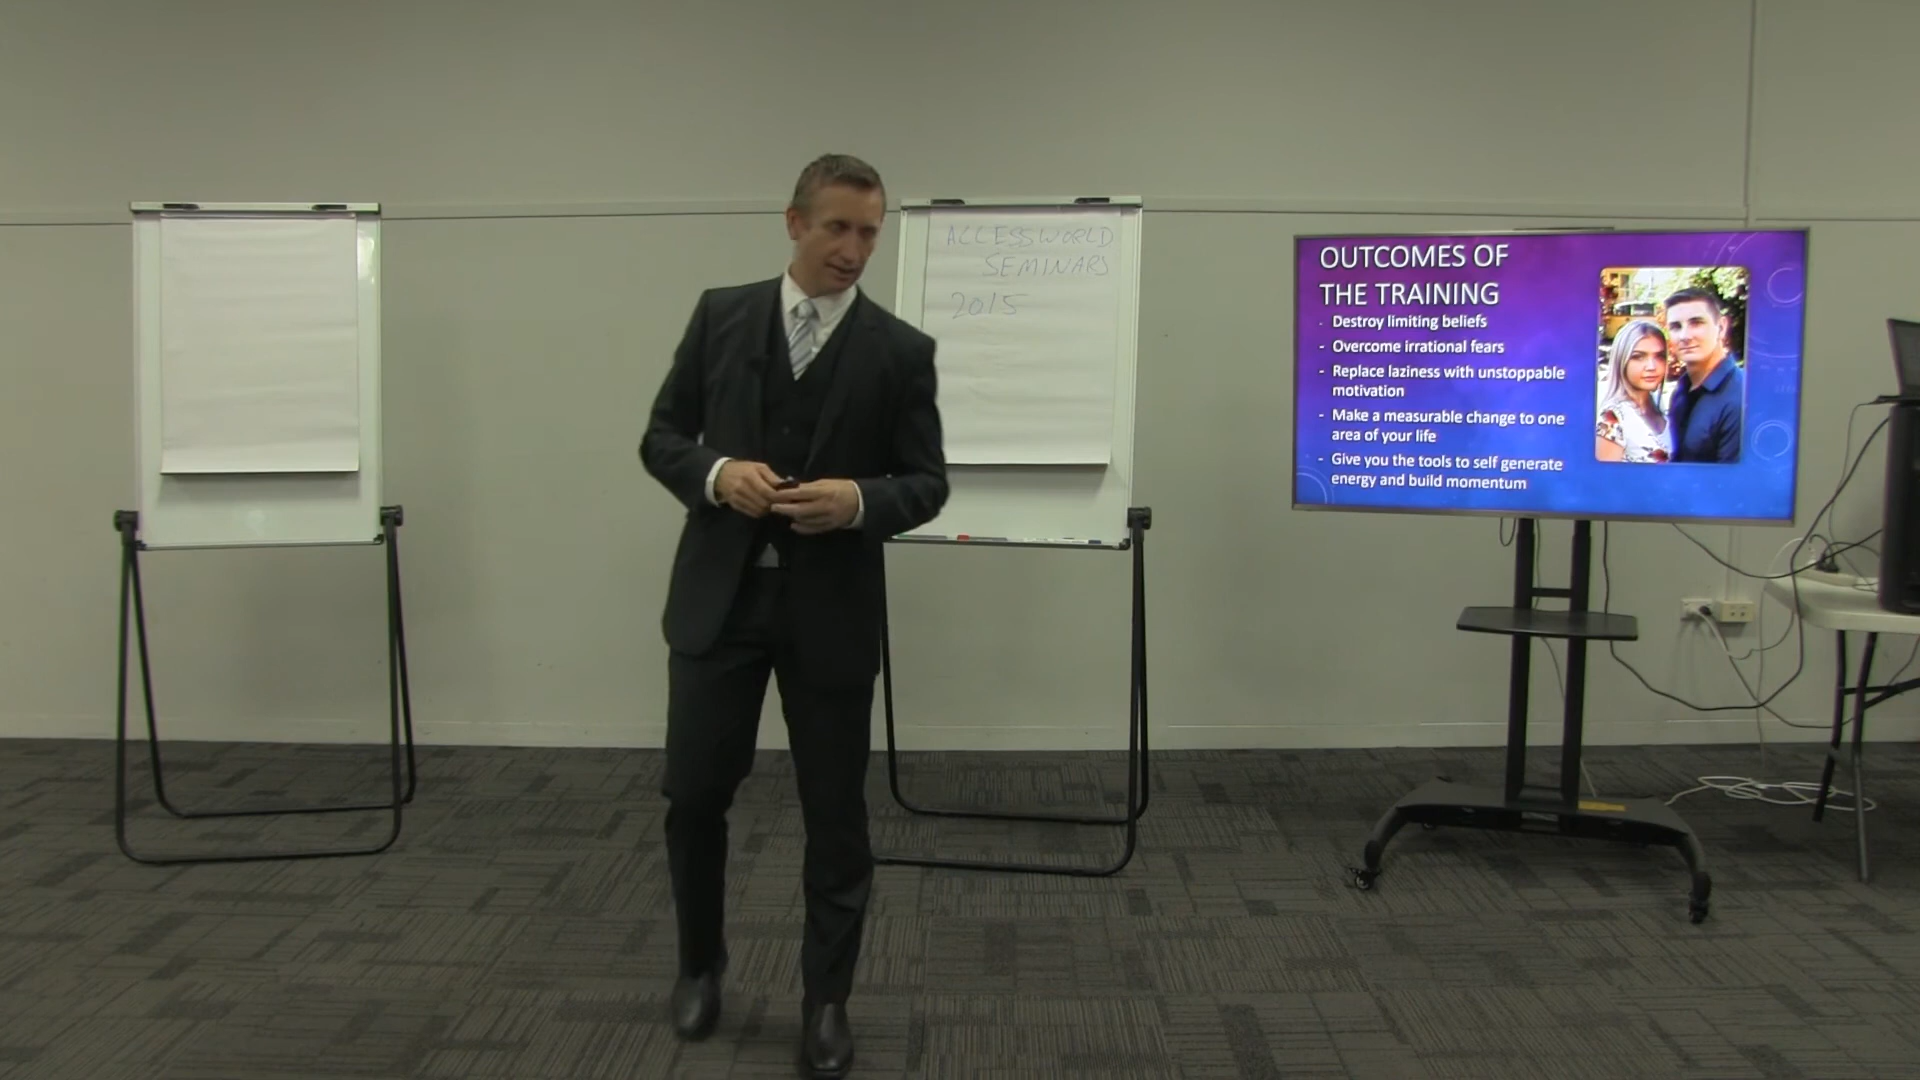 ACCESSWORLD
SEMINARS
2015
OUTCOMES OF
THE TRAINING
- Destroy limiting beliefs
- Overcome irrational fears
- Replace laziness with unstoppable
motivation
- Make a measurable change to one
area of your life
- Give you the tools to self generate
energy and build momentum